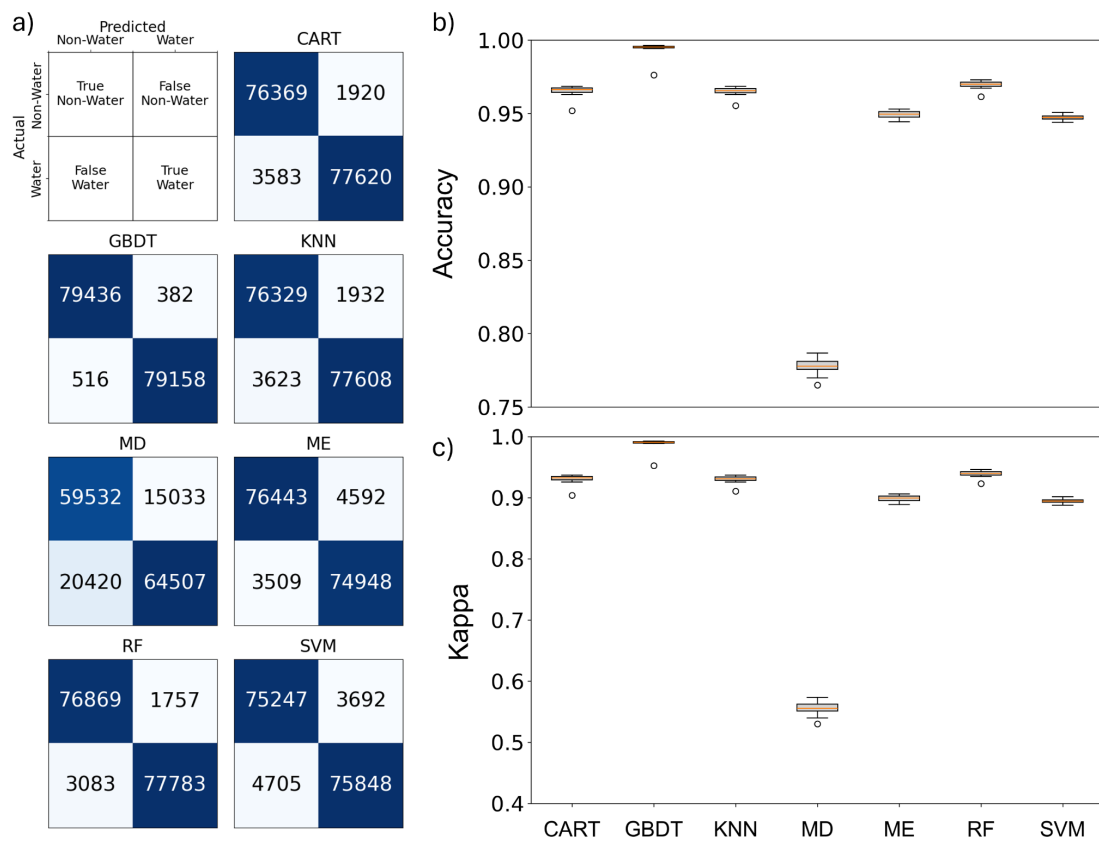 a)
Predicted
Non-Water Water
Actual
Non-Water
Water
True
Non-Water
False
Non-Water
False
Water
True
Water
CART
76369 1920
3583 77620
GBDT
79436 382
516 79158
KNN
76329 1932
3623 77608
MD
59532 15033
20420 64507
ME
76443 4592
3509 74948
RF
76869 1757
3083 77783
SVM
75247 3692
4705 75848
b)
Accuracy
1.00
0.95
0.90
0.85
0.80
0.75
c)
Kappa
1.0
0.9
0.8
0.7
0.6
0.5
0.4
CART GBDT KNN MD ME RF SVM